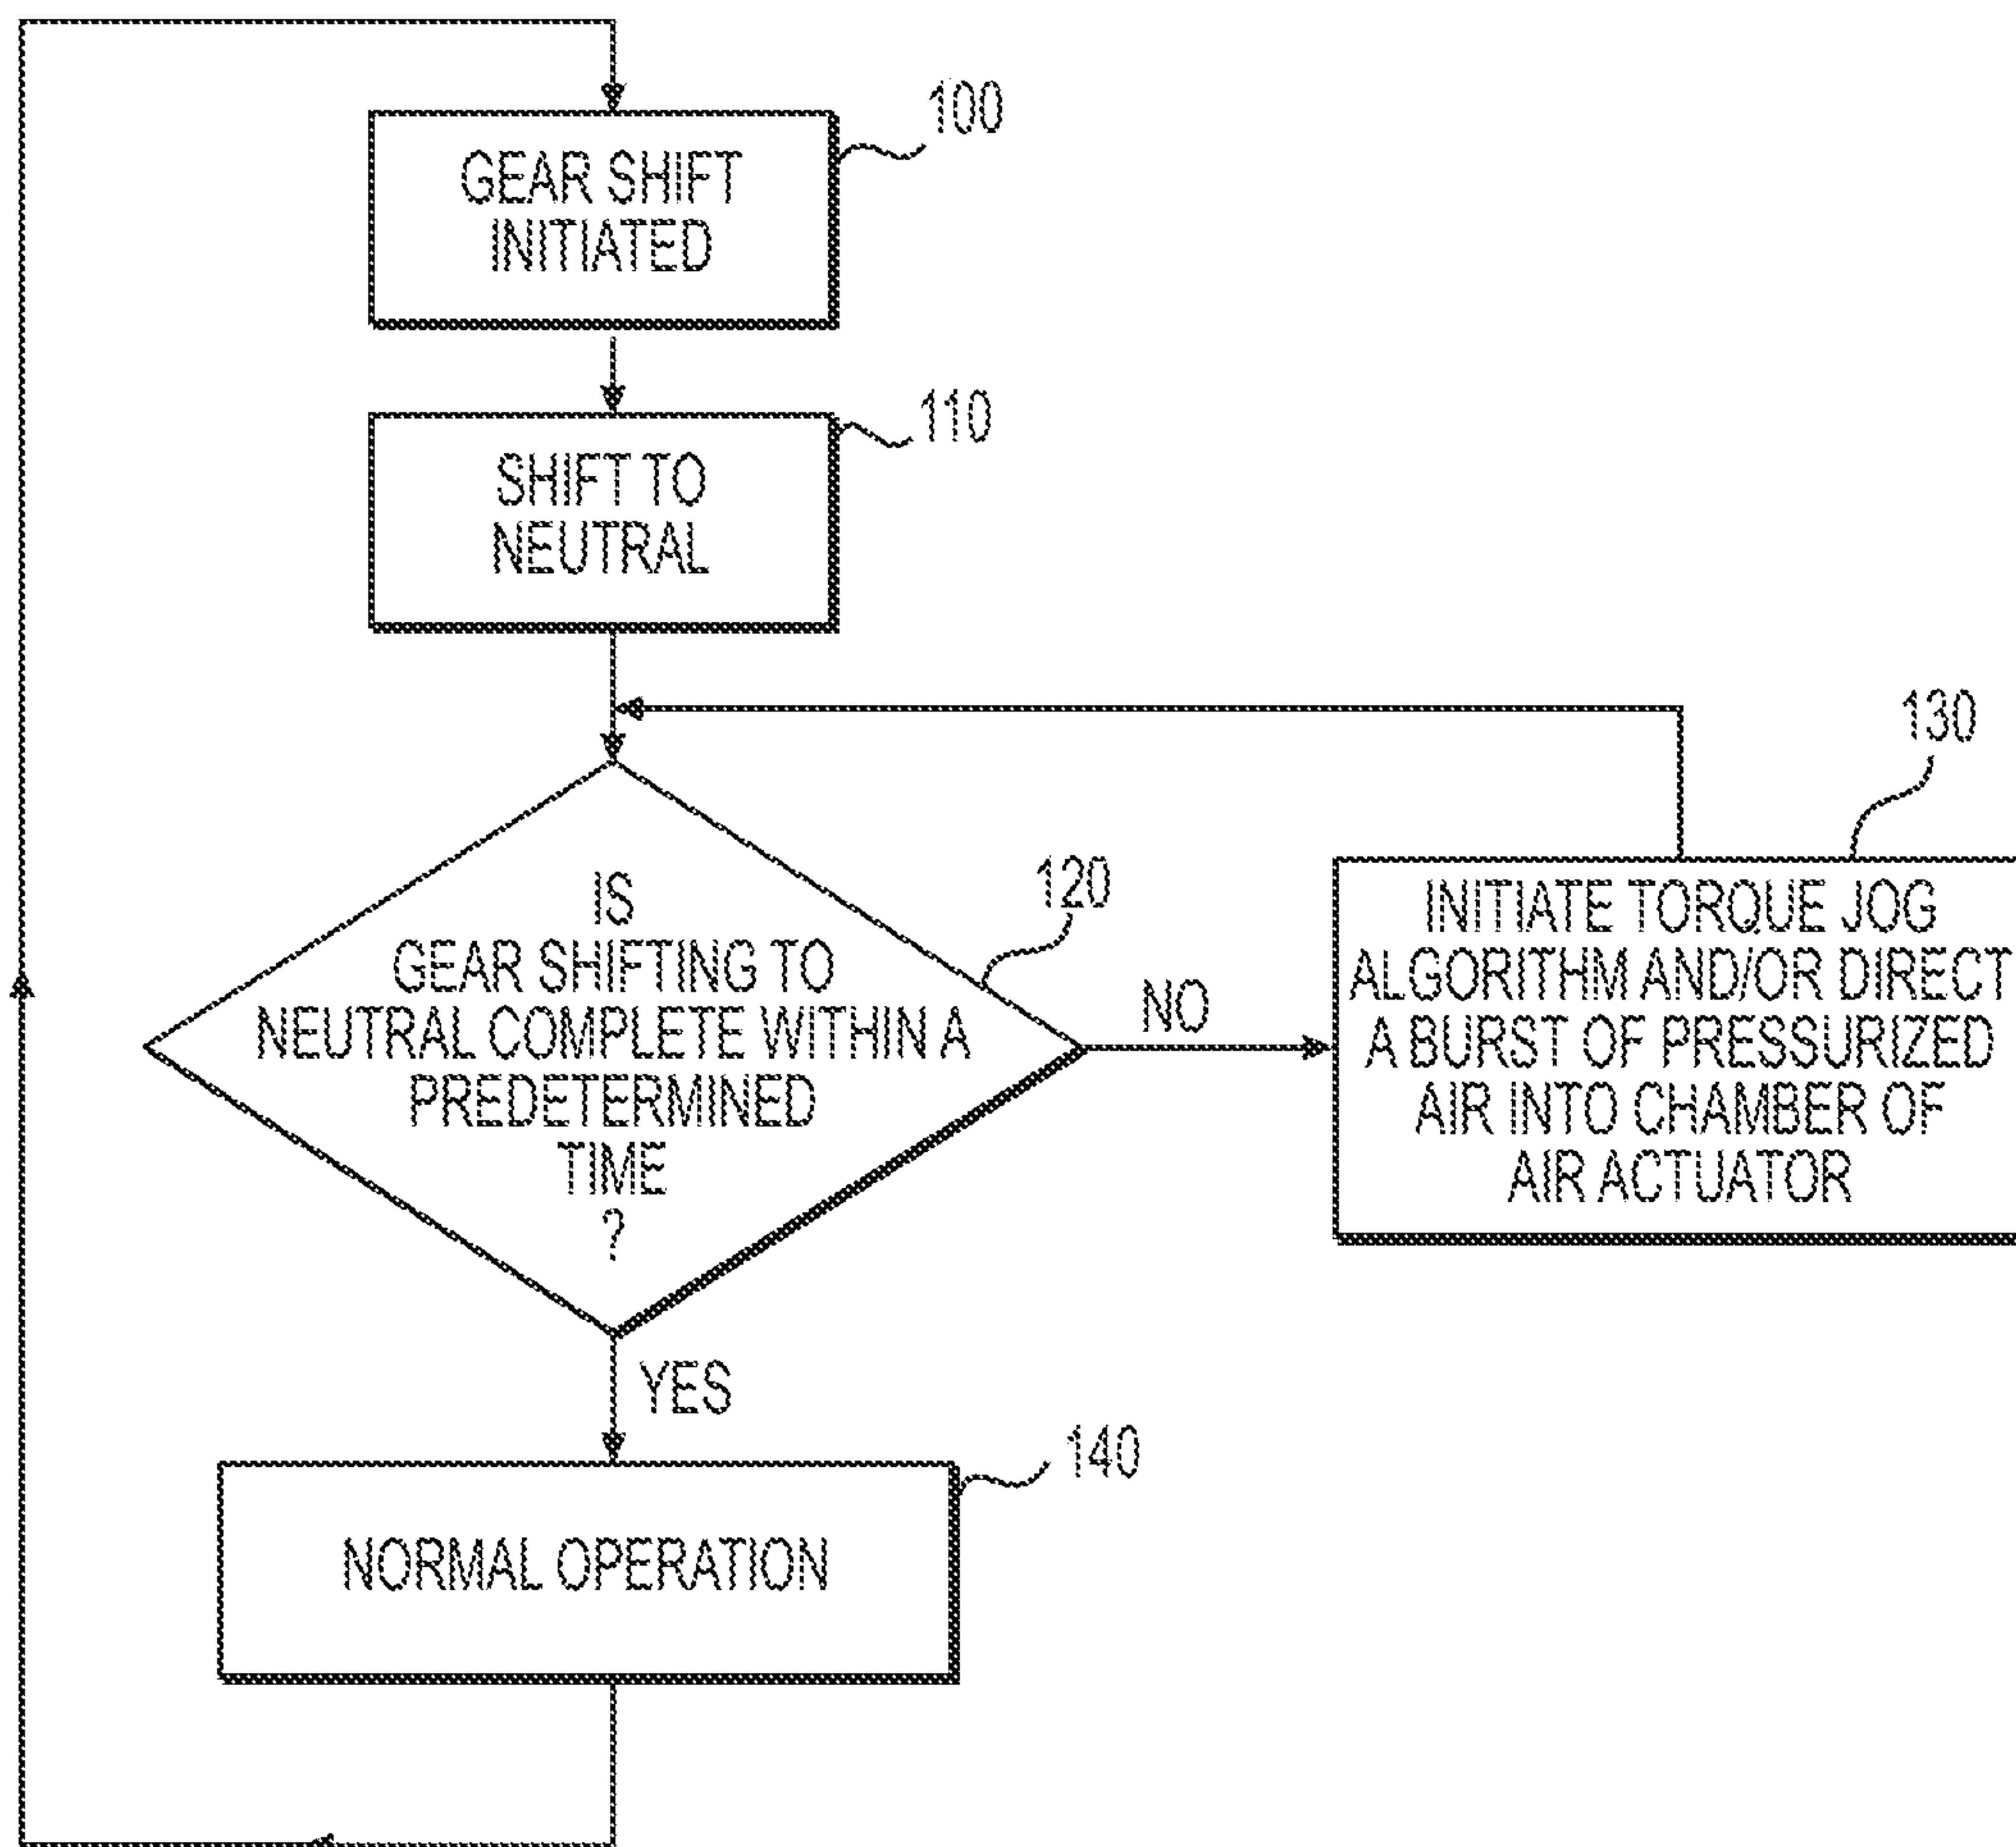 100
GEAR SHIFT
INITIATED
110
SHIFT TO
NEUTRAL
130
120
IS
GEAR SHIFTING TO
NEUTRAL COMPLETE WITHIN A
PREDETERMINED
TIME
?
NO
INITIATE TORQUE JOG
ALGORITHM AND/OR DIRECT
A BURST OF PRESSURIZED
AIR INTO CHAMBER OF
AIR ACTUATOR
YES
140
NORMAL OPERATION